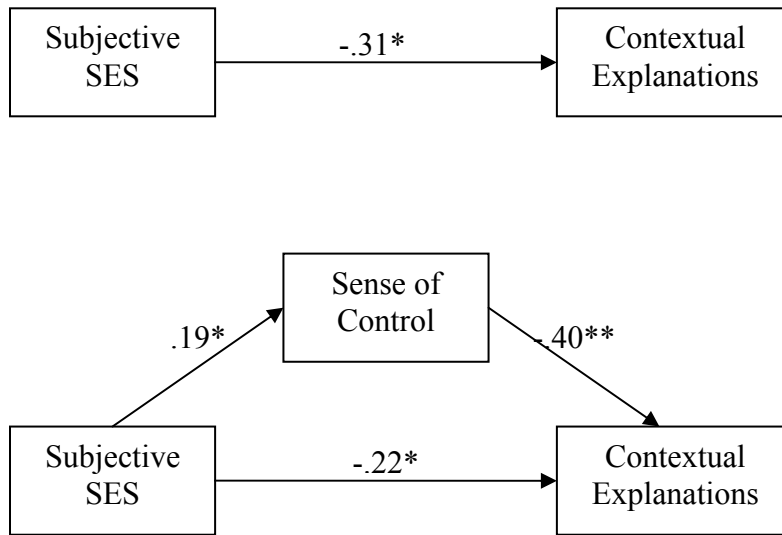 Subjective
SES
-.31*
Contextual
Explanations
Sense of
Control
.19*
-.40**
Subjective
SES
-.22*
Contextual
Explanations